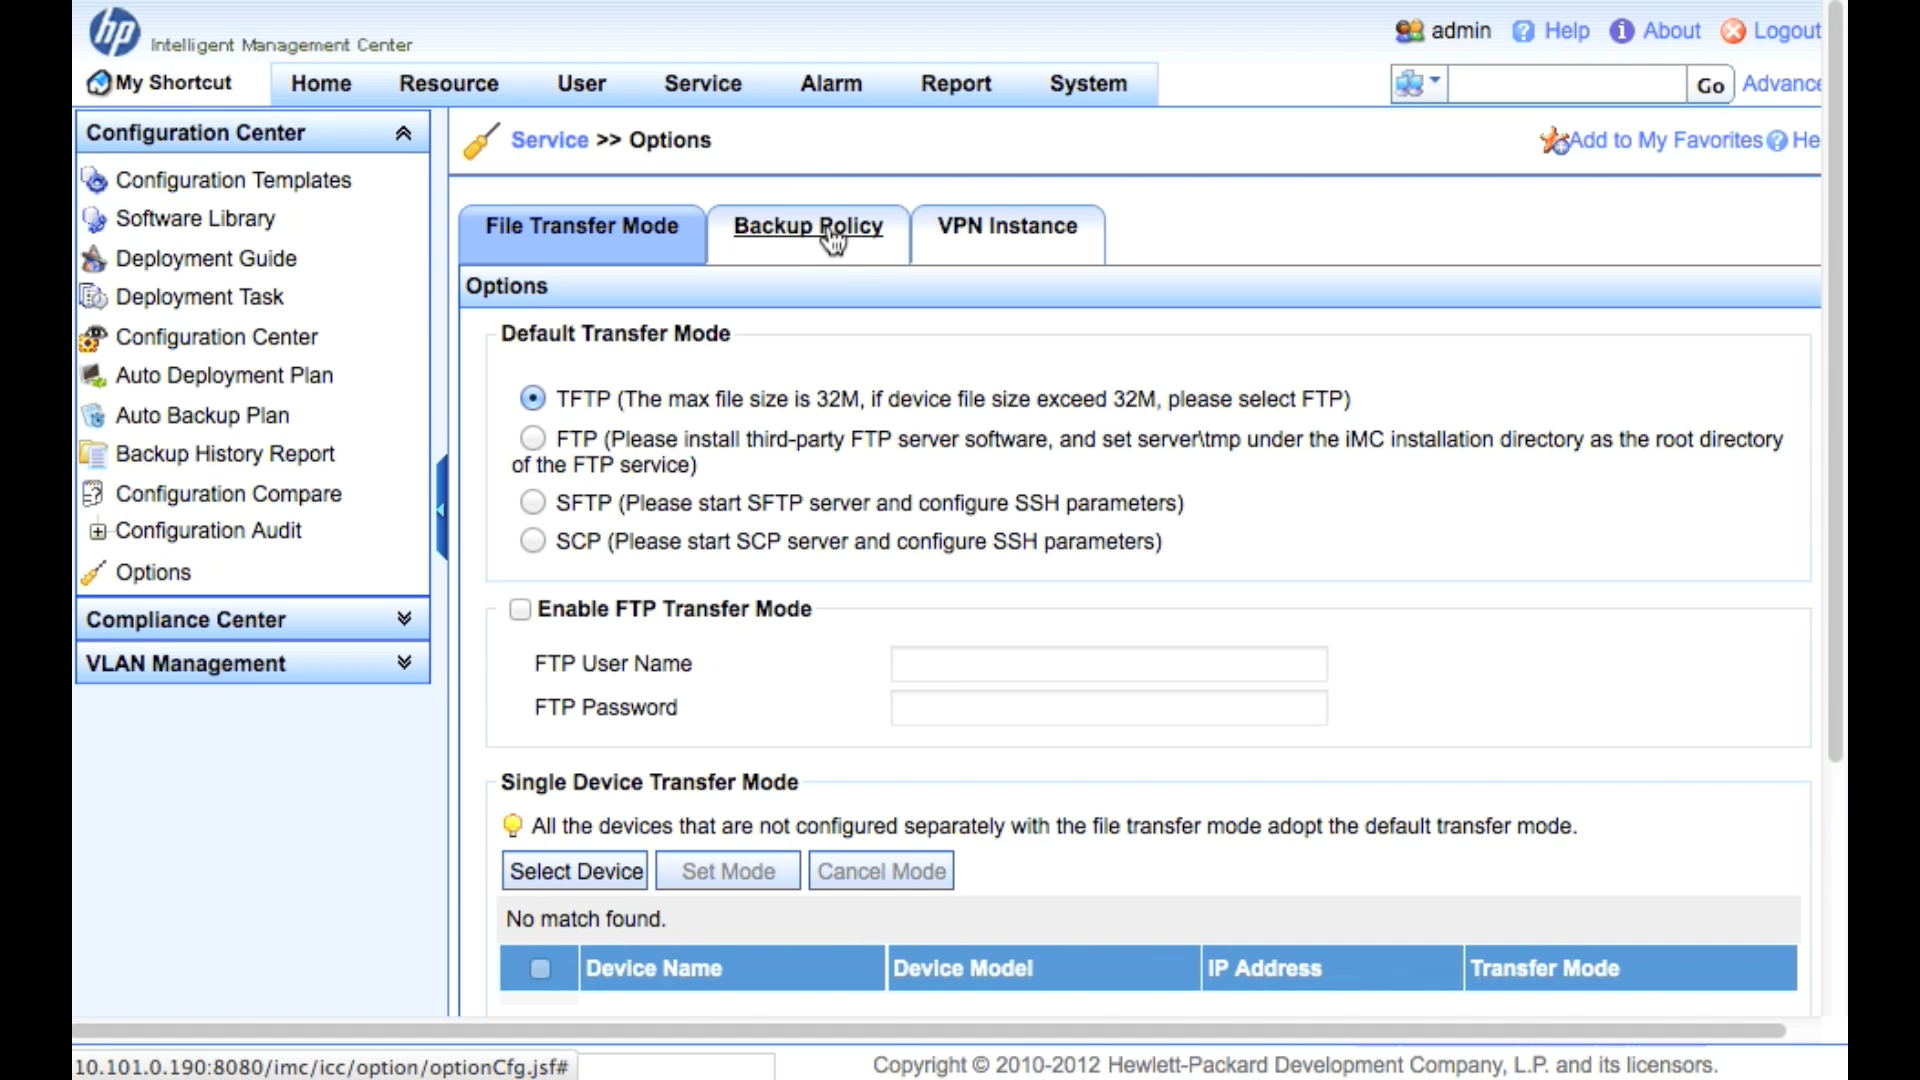 hp Intelligent Management Center
admin Help About Logout
My Shortcut Home Resource User Service Alarm Report System
Go Advance
Configuration Center
Configuration Templates
Software Library
Deployment Guide
Deployment Task
Configuration Center
Auto Deployment Plan
Auto Backup Plan
Backup History Report
Configuration Compare
Configuration Audit
Options
Compliance Center
VLAN Management
Service >> Options
Add to My Favorites He
File Transfer Mode Backup Policy VPN Instance
Options
Default Transfer Mode
TFTP (The max file size is 32M, if device file size exceed 32M, please select FTP)
FTP (Please install third-party FTP server software, and set server\tmp under the iMC installation directory as the root directory
of the FTP service)
SFTP (Please start SFTP server and configure SSH parameters)
SCP (Please start SCP server and configure SSH parameters)
Enable FTP Transfer Mode
FTP User Name
FTP Password
Single Device Transfer Mode
All the devices that are not configured separately with the file transfer mode adopt the default transfer mode.
Select Device Set Mode Cancel Mode
No match found.
Device Name Device Model IP Address Transfer Mode
10.101.0.190:8080/imc/icc/option/optionCfg.jsf#
Copyright © 2010-2012 Hewlett-Packard Development Company, L.P. and its licensors.